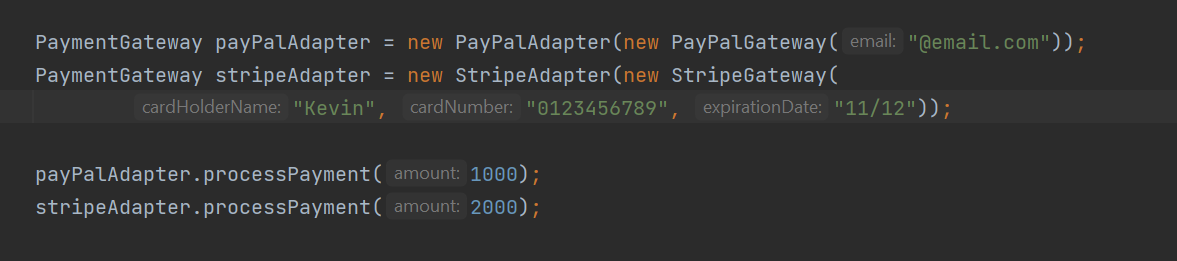 PaymentGateway payPalAdapter = new PayPalAdapter(new PayPalGateway( email: "@email.com"));
PaymentGateway stripeAdapter = new StripeAdapter(new StripeGateway(
cardHolderName: "Kevin", cardNumber: "0123456789", expirationDate: "11/12"));
payPalAdapter.processPayment( amount: 1000);
stripeAdapter.processPayment( amount: 2000);